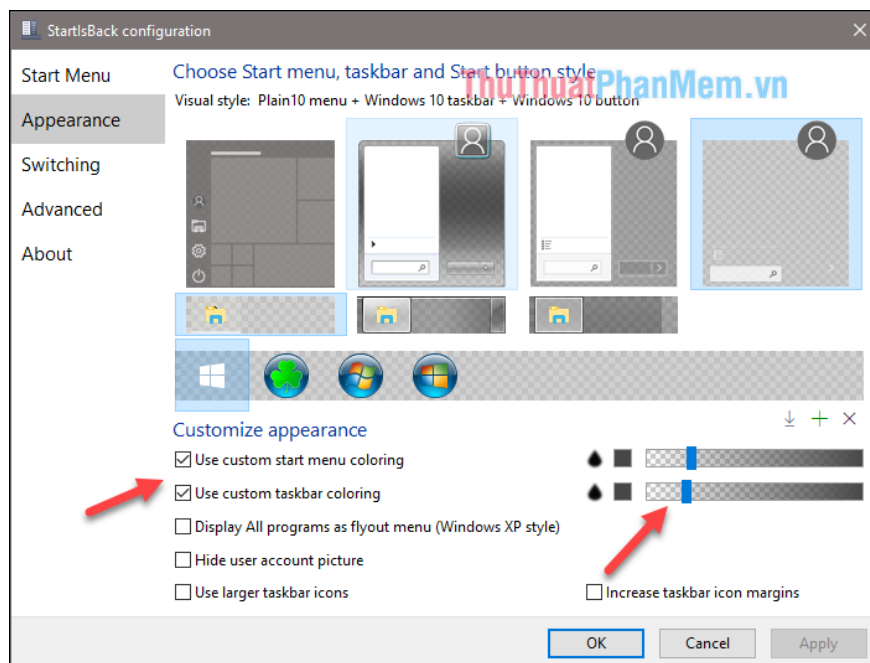 StartIsBack configuration
Start Menu
Appearance
Switching
Advanced
About
Choose Start menu, taskbar and Start button style
ThuThuatPhanMem.vn
Visual style: Plain10 menu + Windows 10 taskbar + Windows 10 button
Customize appearance
Use custom start menu coloring
Use custom taskbar coloring
Display All programs as flyout menu (Windows XP style)
Hide user account picture
Use larger taskbar icons
Increase taskbar icon margins
OK
Cancel
Apply